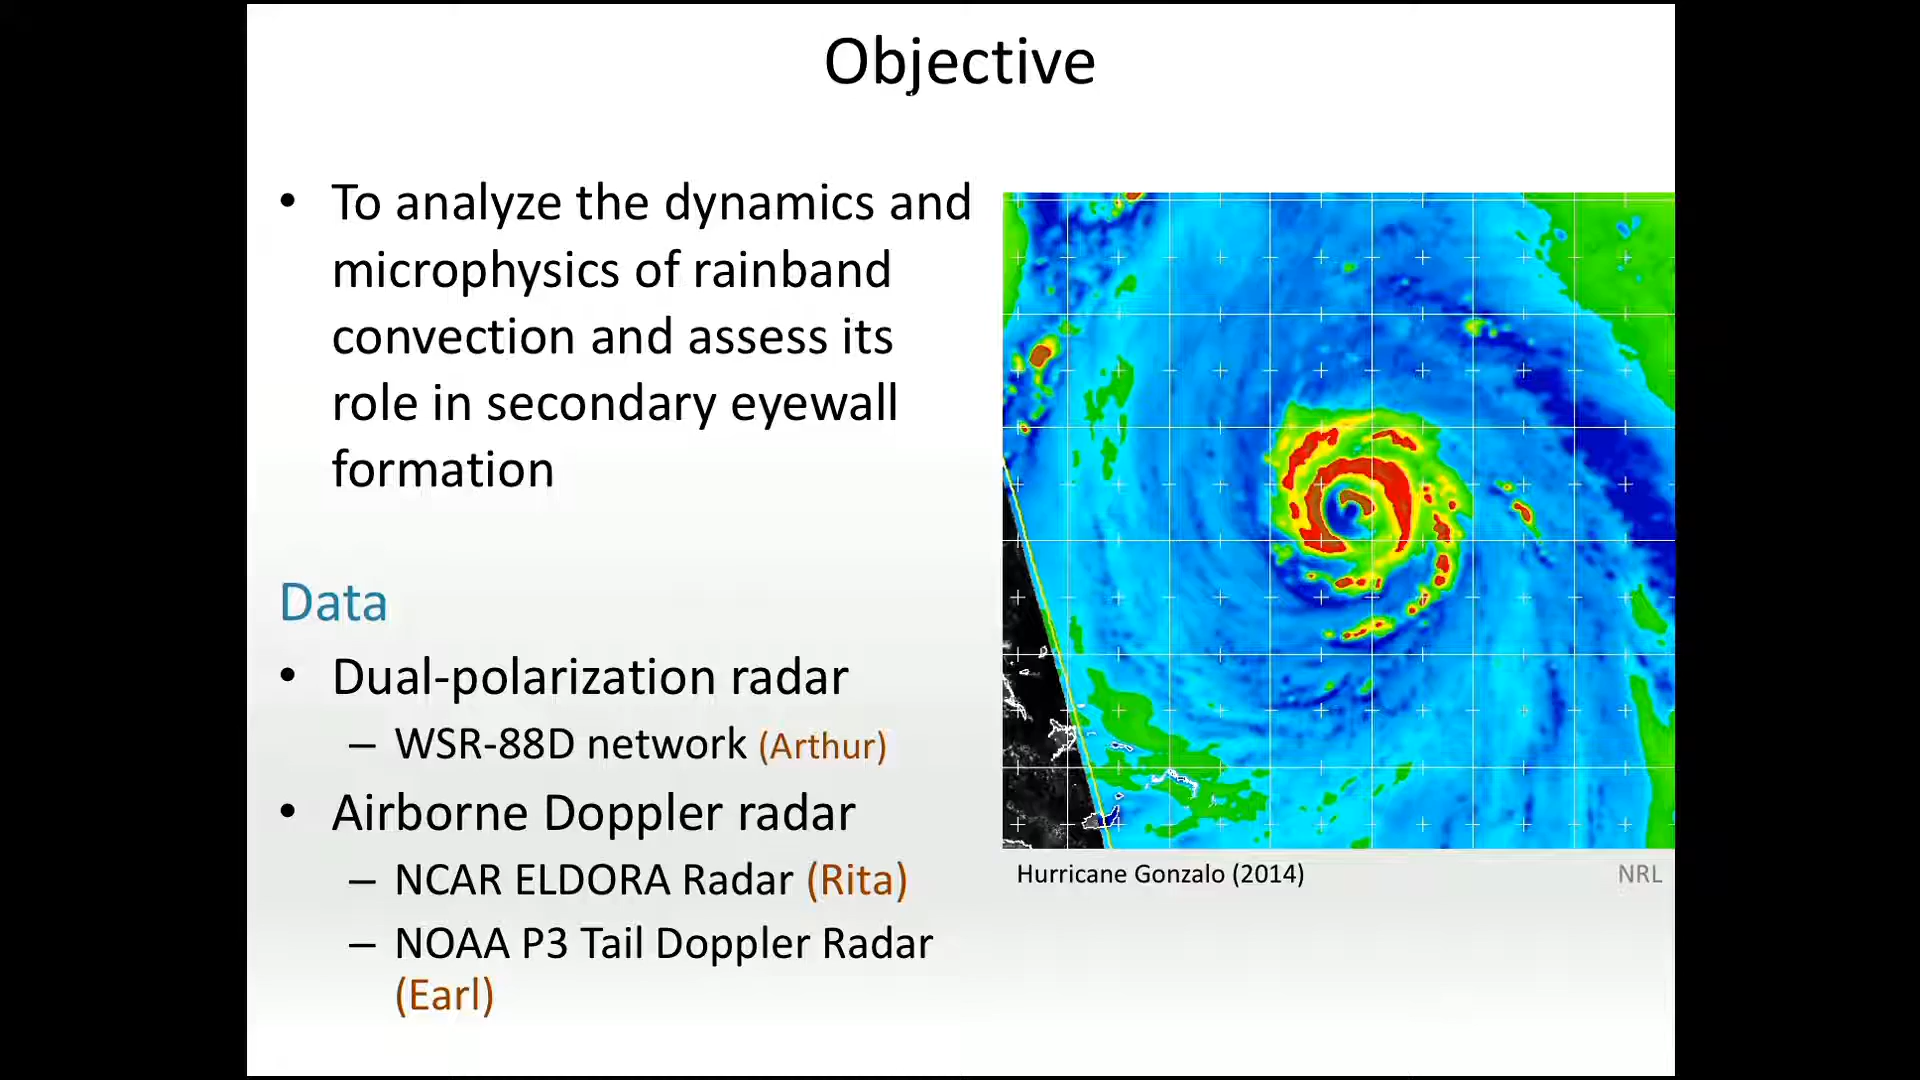 Objective
• To analyze the dynamics and
microphysics of rainband
convection and assess its
role in secondary eyewall
formation
Data
• Dual-polarization radar
– WSR-88D network (Arthur)
• Airborne Doppler radar
– NCAR ELDORA Radar (Rita)
– NOAA P3 Tail Doppler Radar
(Earl)
Hurricane Gonzalo (2014)
NRL